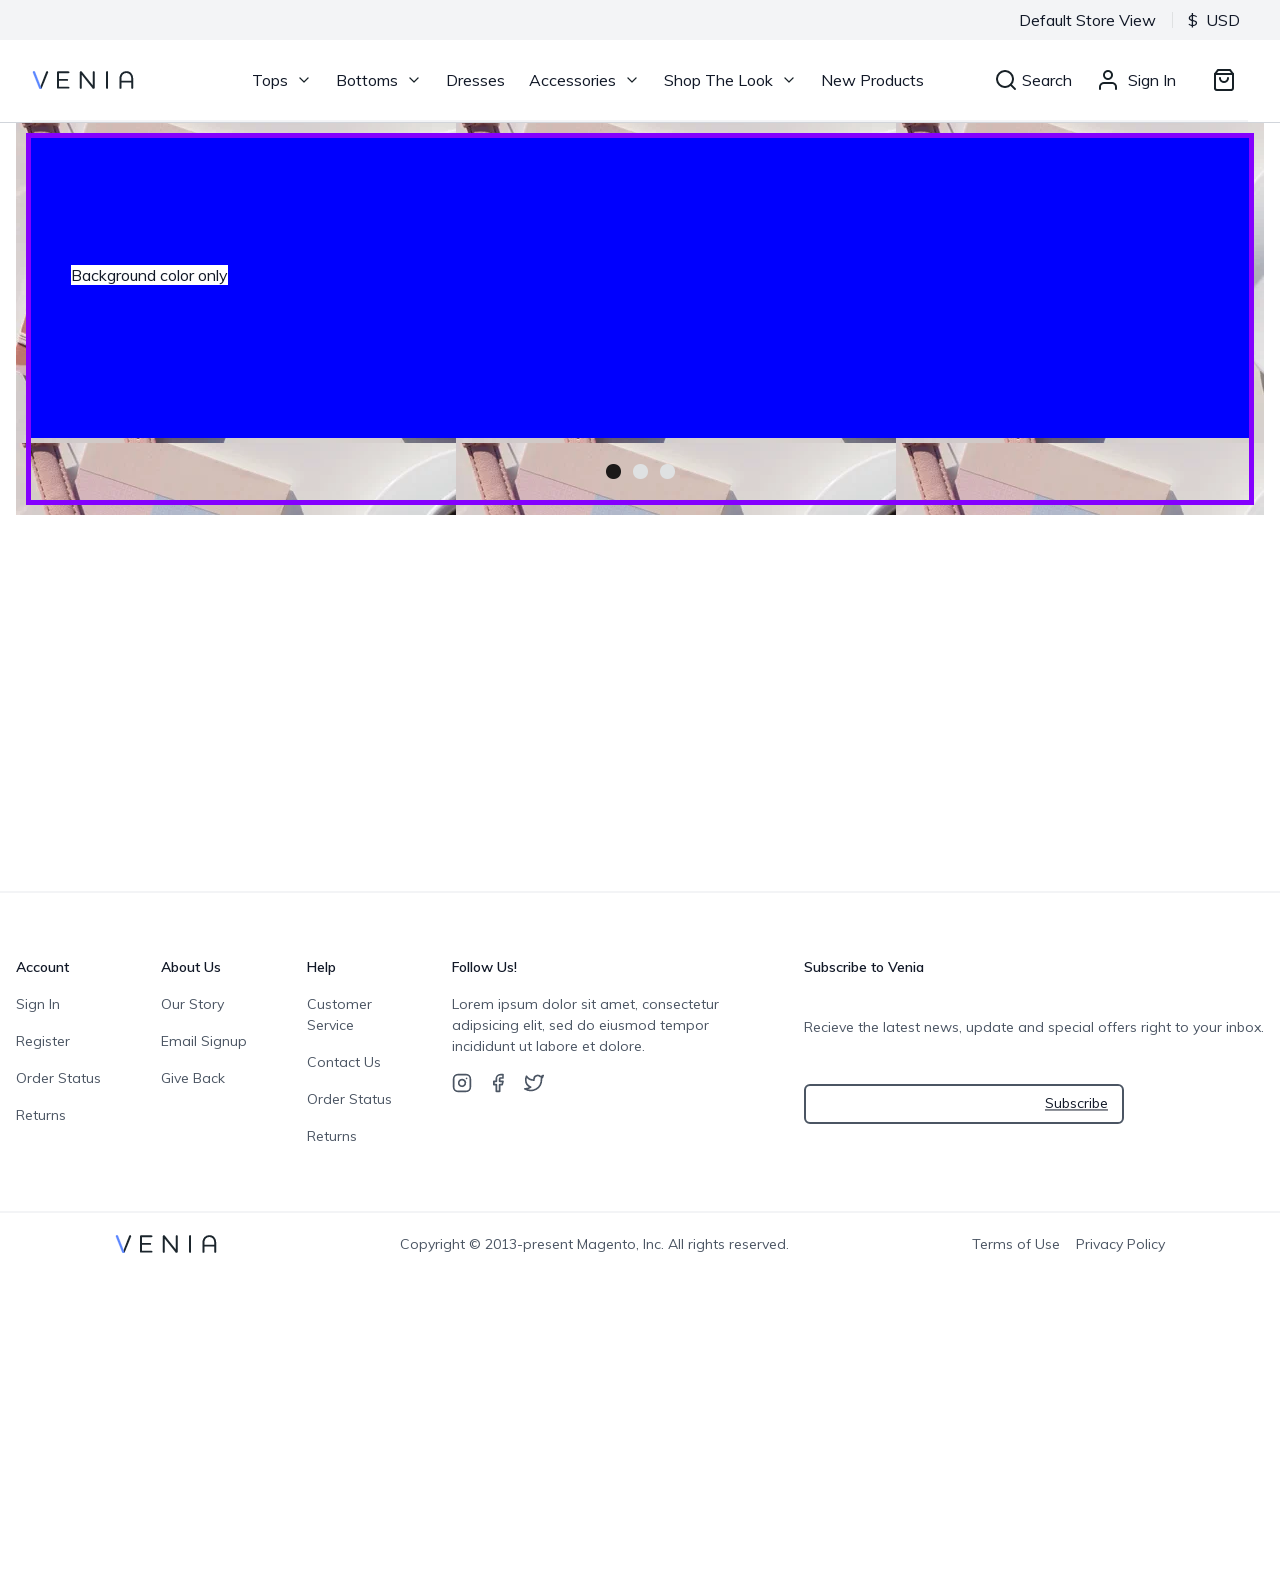 Default Store View
$ USD
VENIA
Tops
Bottoms
Dresses
Accessories
Shop The Look
New Products
Search
Sign In
Background color only
Account
Sign In
Register
Order Status
Returns
About Us
Our Story
Email Signup
Give Back
Help
Customer
Service
Contact Us
Order Status
Returns
Follow Us!
Lorem ipsum dolor sit amet, consectetur
adipsicing elit, sed do eiusmod tempor
incididunt ut labore et dolore.
Subscribe to Venia
Recieve the latest news, update and special offers right to your inbox.
Subscribe
VENIA
Copyright © 2013-present Magento, Inc. All rights reserved.
Terms of Use
Privacy Policy